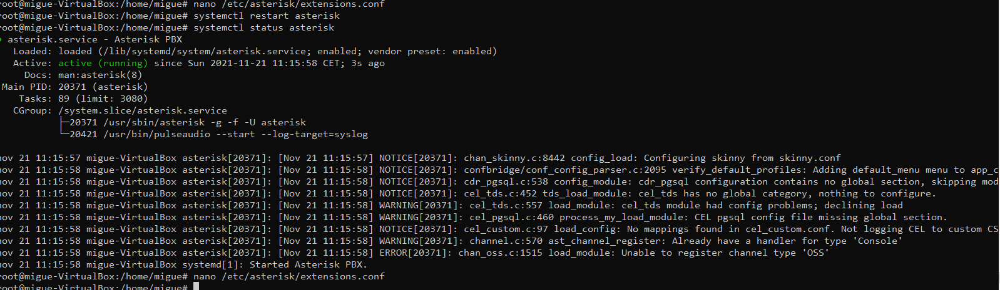 root@migue-VirtualBox:/home/migue# nano /etc/asterisk/extensions.conf
root@migue-VirtualBox:/home/migue# systemctl restart asterisk
root@migue-VirtualBox:/home/migue# systemctl status asterisk
● asterisk.service - Asterisk PBX
   Loaded: loaded (/lib/systemd/system/asterisk.service; enabled; vendor preset: enabled)
   Active: active (running) since Sun 2021-11-21 11:15:58 CET; 3s ago
     Docs: man:asterisk(8)
 Main PID: 20371 (asterisk)
    Tasks: 89 (limit: 3080)
   CGroup: /system.slice/asterisk.service
           ├─20371 /usr/sbin/asterisk -g -f -U asterisk
           └─20421 /usr/bin/pulseaudio --start --log-target=syslog
nov 21 11:15:57 migue-VirtualBox asterisk[20371]: [Nov 21 11:15:57] NOTICE[20371]: chan_skinny.c:8442 config_load: Configuring skinny from skinny.conf
nov 21 11:15:58 migue-VirtualBox asterisk[20371]: [Nov 21 11:15:58] NOTICE[20371]: confbridge/conf_config_parser.c:2095 verify_default_profiles: Adding default_menu menu to app_c
nov 21 11:15:58 migue-VirtualBox asterisk[20371]: [Nov 21 11:15:58] NOTICE[20371]: cdr_pgsql.c:538 config_module: cdr_pgsql configuration contains no global section, skipping mod
nov 21 11:15:58 migue-VirtualBox asterisk[20371]: [Nov 21 11:15:58] NOTICE[20371]: cel_tds.c:452 tds_load_module: cel_tds has no global category, nothing to configure.
nov 21 11:15:58 migue-VirtualBox asterisk[20371]: [Nov 21 11:15:58] WARNING[20371]: cel_tds.c:557 load_module: cel_tds module had config problems; declining load
nov 21 11:15:58 migue-VirtualBox asterisk[20371]: [Nov 21 11:15:58] WARNING[20371]: cel_pgsql.c:460 process_my_load_module: CEL pgsql config file missing global section.
nov 21 11:15:58 migue-VirtualBox asterisk[20371]: [Nov 21 11:15:58] NOTICE[20371]: cel_custom.c:97 load_config: No mappings found in cel_custom.conf. Not logging CEL to custom CS
nov 21 11:15:58 migue-VirtualBox asterisk[20371]: [Nov 21 11:15:58] WARNING[20371]: channel.c:570 ast_channel_register: Already have a handler for type 'Console'
nov 21 11:15:58 migue-VirtualBox asterisk[20371]: [Nov 21 11:15:58] ERROR[20371]: chan_oss.c:1515 load_module: Unable to register channel type 'OSS'
nov 21 11:15:58 migue-VirtualBox systemd[1]: Started Asterisk PBX.
root@migue-VirtualBox:/home/migue# nano /etc/asterisk/extensions.conf
root@migue-VirtualBox:/home/migue#